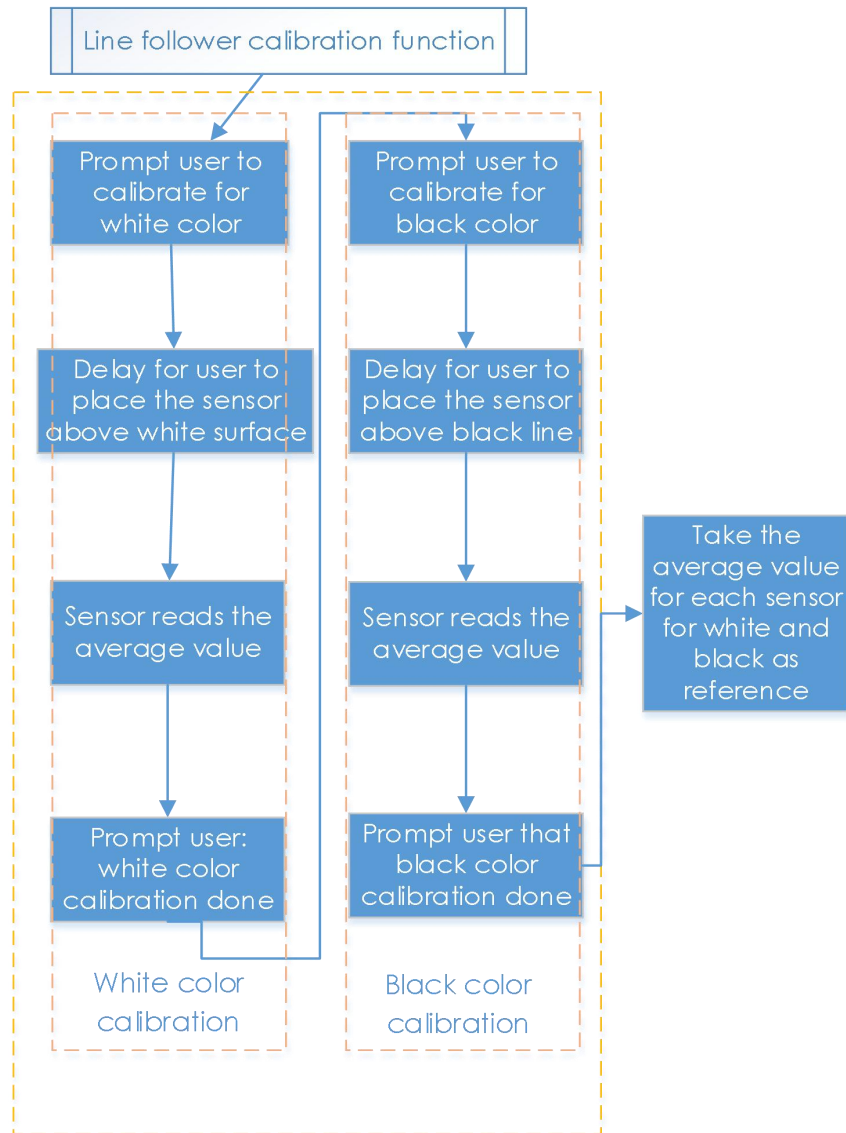 Line follower calibration function
Prompt user to
calibrate for
white color
Delay for user to
place the sensor
above white surface
Sensor reads the
average value
Prompt user:
white color
calibration done
White color
calibration
Prompt user to
calibrate for
black color
Delay for user to
place the sensor
above black line
Sensor reads the
average value
Prompt user that
black color
calibration done
Black color
calibration
Take the
average value
for each sensor
for white and
black as
reference